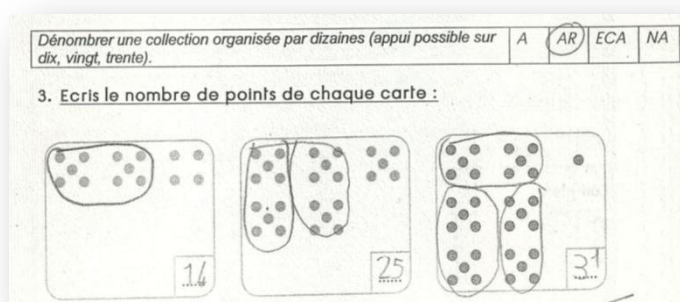 Dénombrer une collection organisée par dizaines (appui possible sur dix, vingt, trente). A AR ECA NA
3. Ecris le nombre de points de chaque carte :
14 25 31